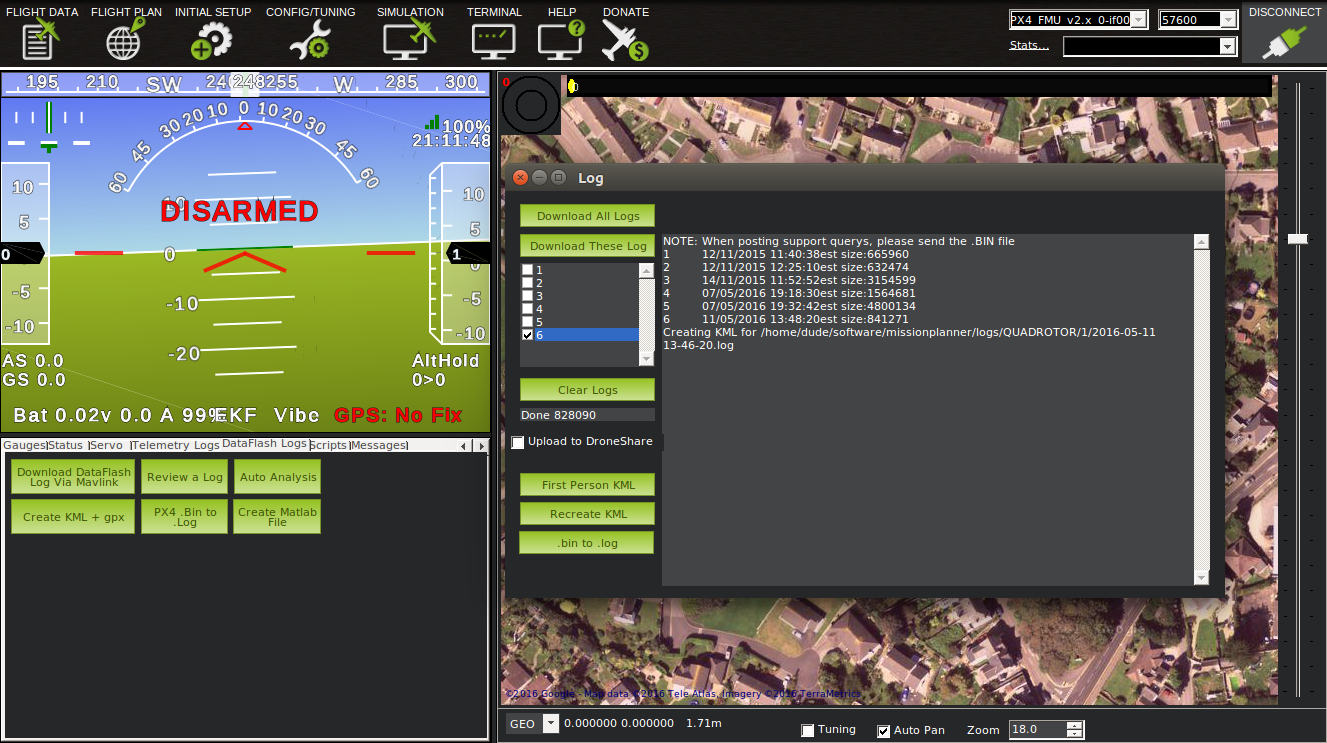 FLIGHT DATA FLIGHT PLAN INITIAL SETUP CONFIG/TUNING SIMULATION TERMINAL HELP DONATE
PX4_FMU_v2.x_0-if00 57600 DISCONNECT
Stats...
195 210 SW 240 248 255 W 285 300
60 45 30 20 10 0 10 20 30 45 60
100%
21:11:48
DISARMED
10
0
-10
-20
10
5
0
-5
-10
10
5
1
0
-5
-10
AS 0.0
GS 0.0
AltHold
0>0
Bat 0.02v 0.0 A 99% EKF Vibe GPS: No Fix
Gauges Status Servo Telemetry Logs DataFlash Logs Scripts Messages
Download DataFlash
Log Via Mavlink
Review a Log
Auto Analysis
Create KML + gpx
PX4 .Bin to
.Log
Create Matlab
File
0
Log
Download All Logs
Download These Log
1
2
3
4
5
6
Clear Logs
Done 828090
Upload to DroneShare
First Person KML
Recreate KML
.bin to .log
NOTE: When posting support querys, please send the .BIN file
1 12/11/2015 11:40:38est size:665960
2 12/11/2015 12:25:10est size:632474
3 14/11/2015 11:52:52est size:3154599
4 07/05/2016 19:18:30est size:1564681
5 07/05/2016 19:32:42est size:4800134
6 11/05/2016 13:48:20est size:841271
Creating KML for /home/dude/software/missionplanner/logs/QUADROTOR/1/2016-05-11
13-46-20.log
©2016 Google - Map data ©2016 Tele Atlas, Imagery ©2016 TerraMetrics
GEO 0.000000 0.000000 1.71m Tuning Auto Pan Zoom 18.0